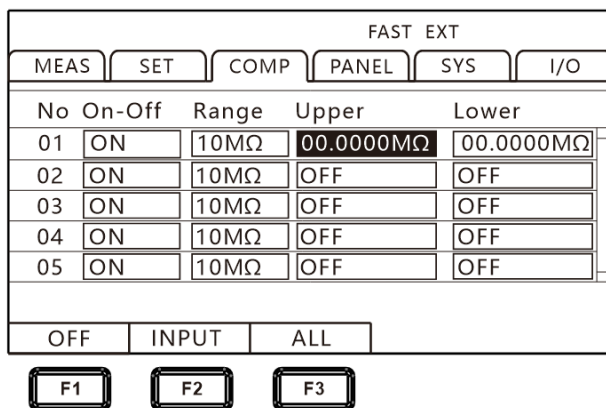 FAST EXT
MEAS SET COMP PANEL SYS I/O
No On-Off Range Upper Lower
01 ON 10MΩ 00.0000MΩ 00.0000MΩ
02 ON 10MΩ OFF OFF
03 ON 10MΩ OFF OFF
04 ON 10MΩ OFF OFF
05 ON 10MΩ OFF OFF
OFF INPUT ALL
F1 F2 F3